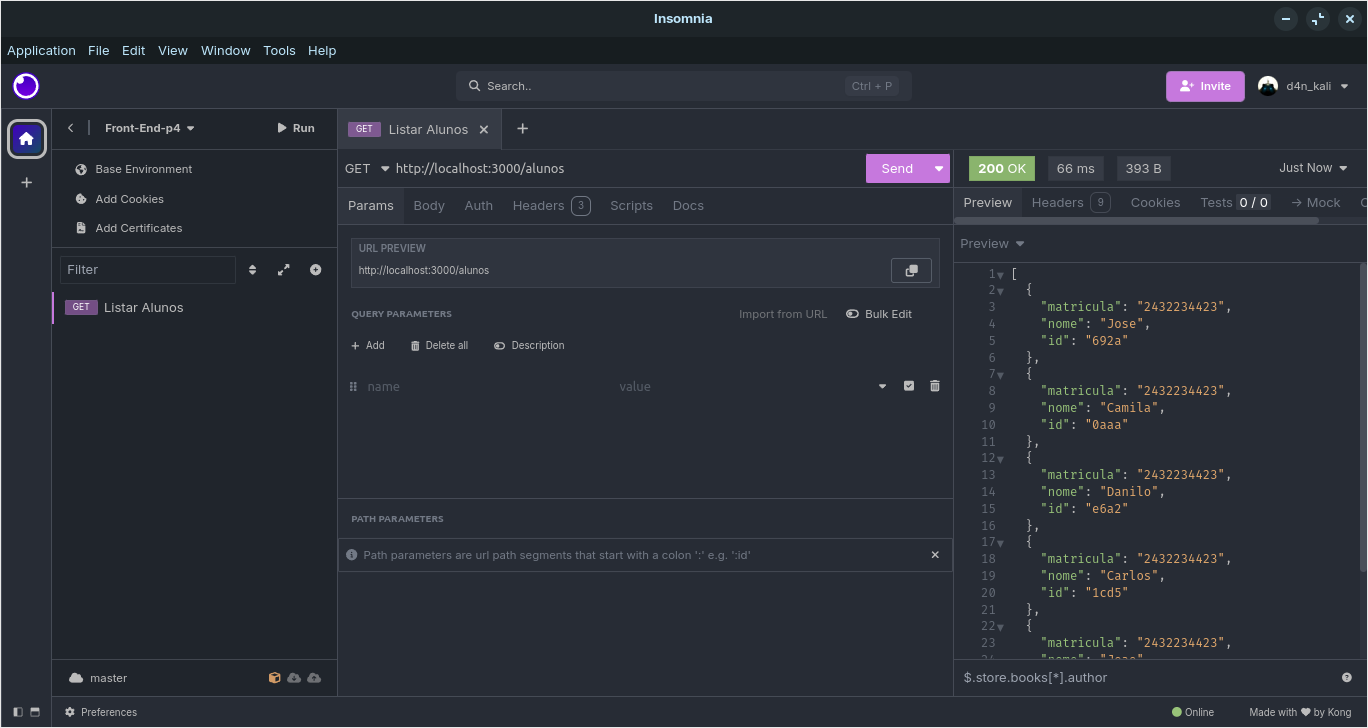 Insomnia
Application File Edit View Window Tools Help
Search.. Ctrl + P Invite d4n_kali
Front-End-p4 Run
Base Environment
Add Cookies
Add Certificates
Filter
GET Listar Alunos
master
GET Listar Alunos
GET http://localhost:3000/alunos Send
Params Body Auth Headers 3 Scripts Docs
URL PREVIEW
http://localhost:3000/alunos
QUERY PARAMETERS Import from URL Bulk Edit
Add Delete all Description
name value
PATH PARAMETERS
Path parameters are url path segments that start with a colon ':' e.g. ':id'
200 OK 66 ms 393 B Just Now
Preview Headers 9 Cookies Tests 0 / 0 → Mock
Preview
1 [
2 {
3 "matricula": "2432234423",
4 "nome": "Jose",
5 "id": "692a"
6 },
7 {
8 "matricula": "2432234423",
9 "nome": "Camila",
10 "id": "0aaa"
11 },
12 {
13 "matricula": "2432234423",
14 "nome": "Danilo",
15 "id": "e6a2"
16 },
17 {
18 "matricula": "2432234423",
19 "nome": "Carlos",
20 "id": "1cd5"
21 },
22 {
23 "matricula": "2432234423",
$.store.books[*].author
Preferences Online Made with ❤ by Kong